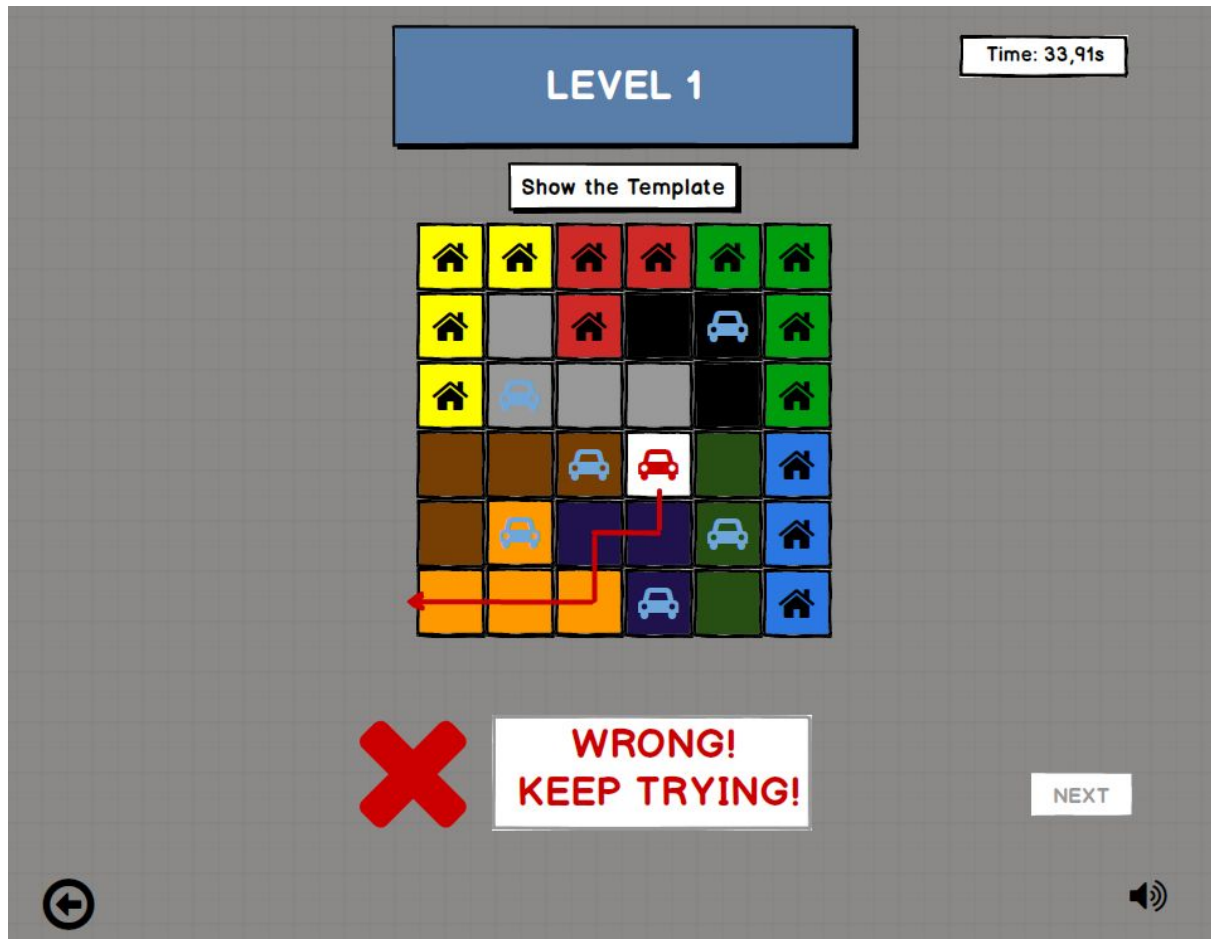 LEVEL 1
Time: 33,91s
Show the Template
WRONG!
KEEP TRYING!
NEXT